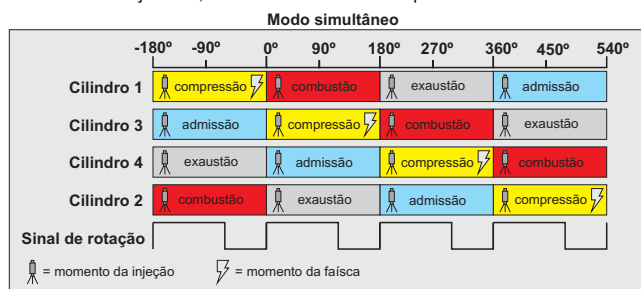 Modo simultâneo
-180º -90º 0º 90º 180º 270º 360º 450º 540º
Cilindro 1 compressão combustão exaustão admissão
Cilindro 3 admissão compressão combustão exaustão
Cilindro 4 exaustão admissão compressão combustão
Cilindro 2 combustão exaustão admissão compressão
Sinal de rotação
= momento da injeção = momento da faísca